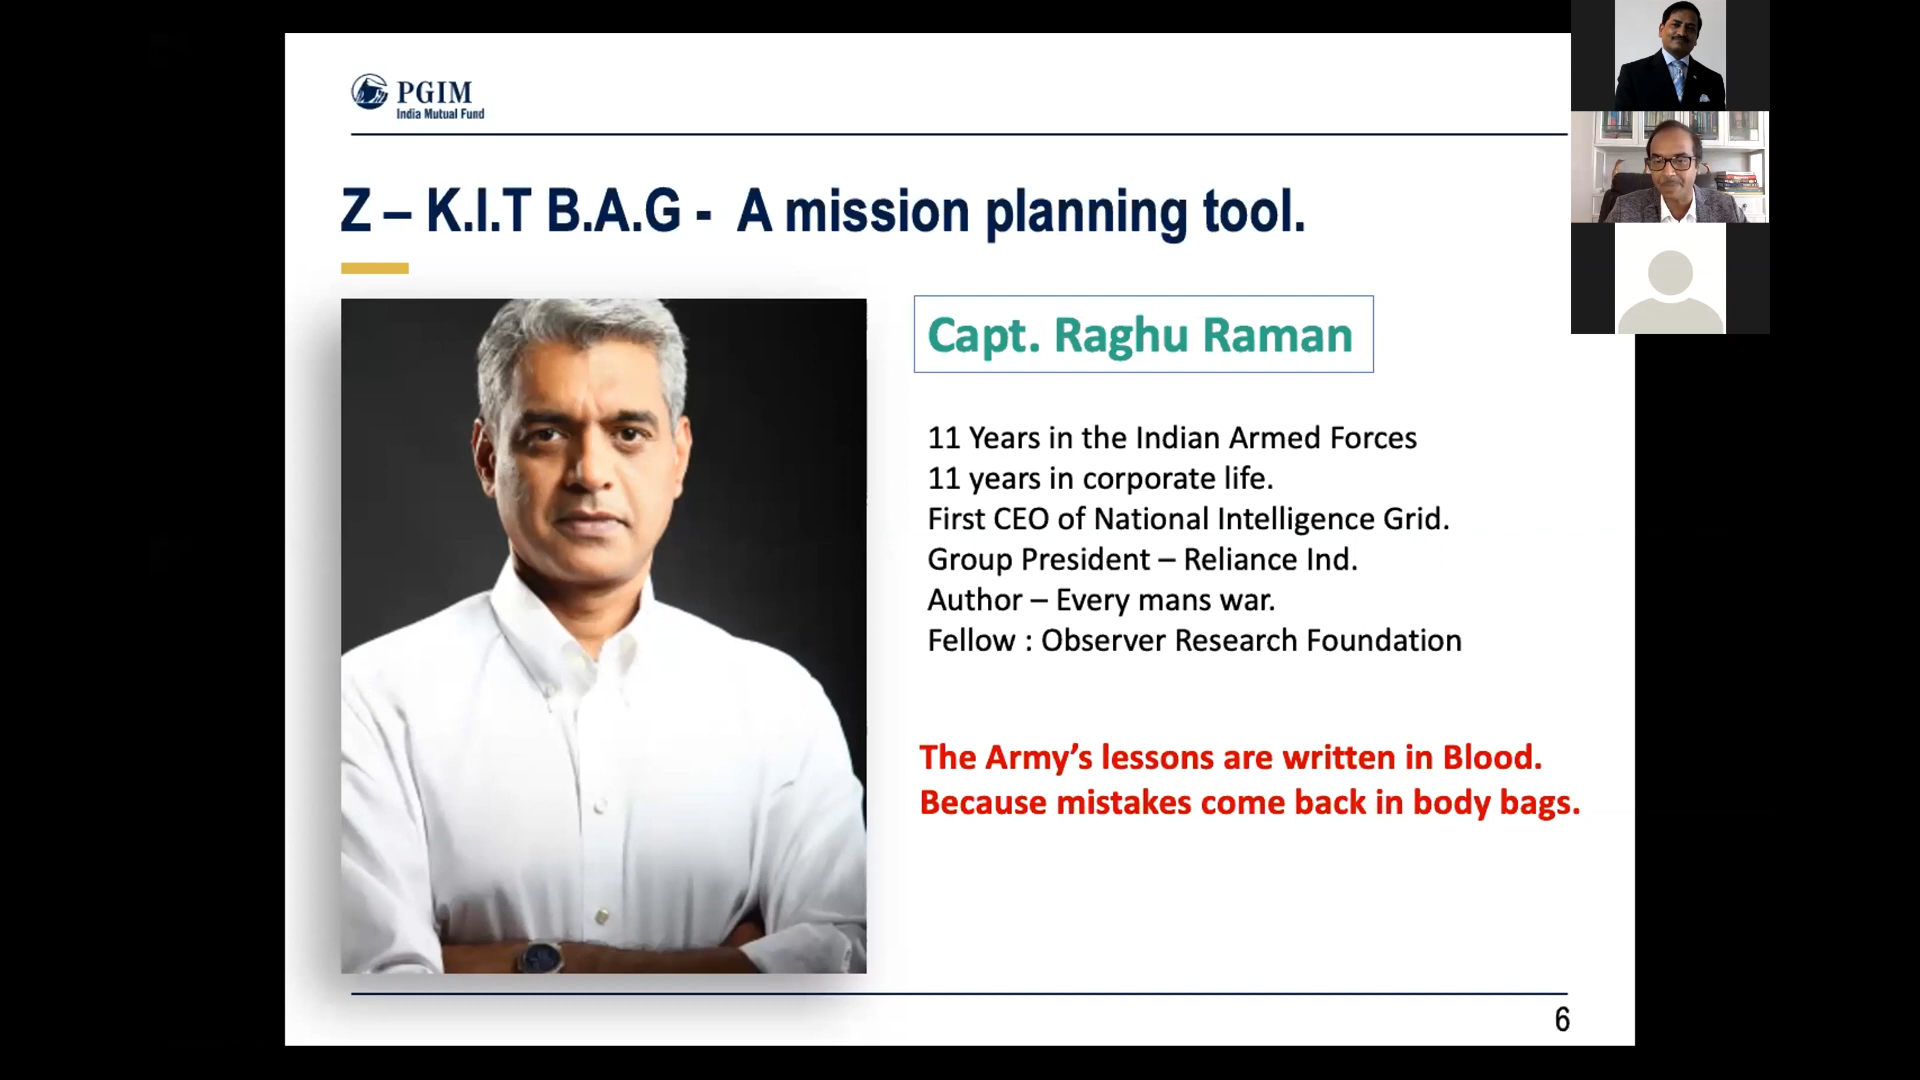 PGIM
India Mutual Fund
Z – K.I.T B.A.G - A mission planning tool.
Capt. Raghu Raman
11 Years in the Indian Armed Forces
11 years in corporate life.
First CEO of National Intelligence Grid.
Group President – Reliance Ind.
Author – Every mans war.
Fellow : Observer Research Foundation
The Army’s lessons are written in Blood.
Because mistakes come back in body bags.
6